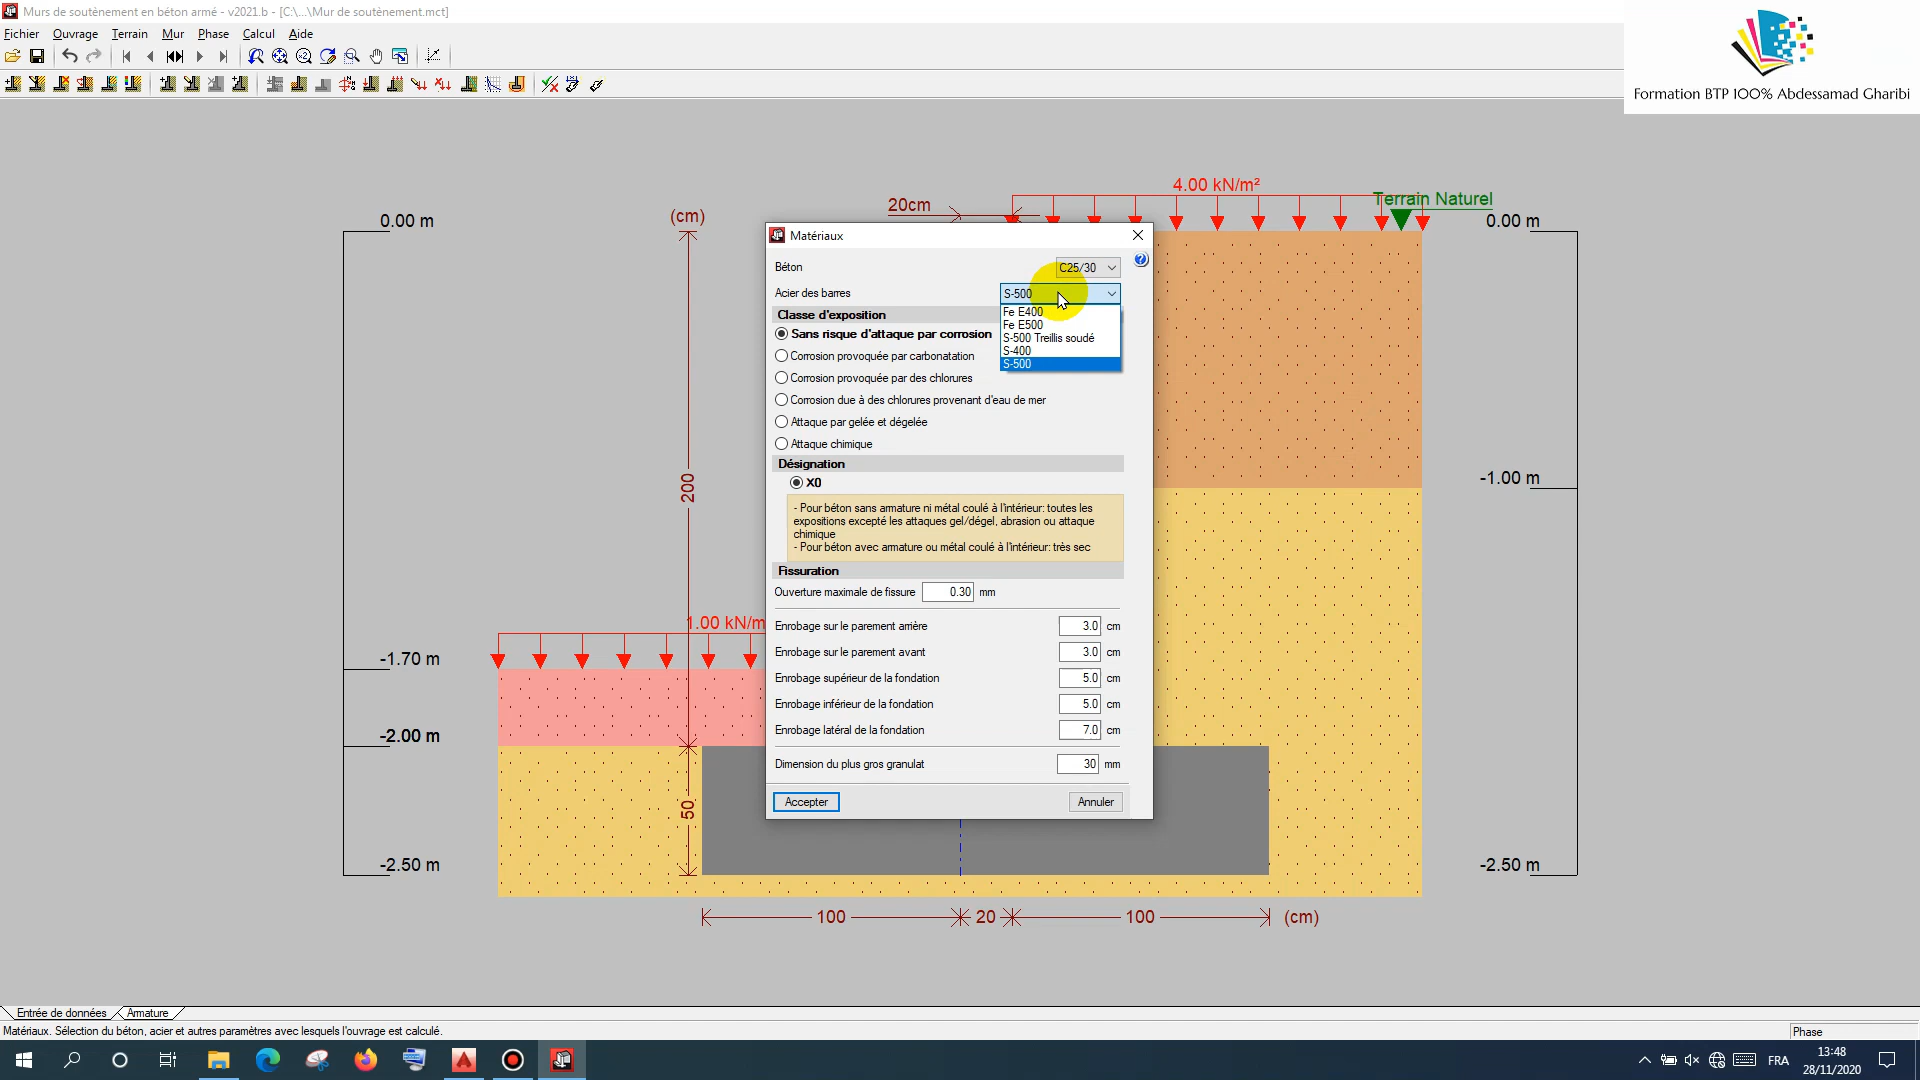 Murs de soutènement en béton armé - v2021.b - [C:\...\Mur de soutènement.mct]
Fichier Ouvrage Terrain Mur Phase Calcul Aide
Formation BTP 100% Abdessamad Gharibi
4.00 kN/m²
Terrain Naturel
20cm
(cm)
0.00 m
0.00 m
Matériaux
Béton
C25/30
Acier des barres
S-500
Fe E400
Fe E500
S-500 Treillis soudé
S-400
S-500
Classe d'exposition
Sans risque d'attaque par corrosion
Corrosion provoquée par carbonatation
Corrosion provoquée par des chlorures
Corrosion due à des chlorures provenant d'eau de mer
Attaque par gelée et dégelée
Attaque chimique
Désignation
X0
- Pour béton sans armature ni métal coulé à l'intérieur: toutes les
expositions excepté les attaques gel/dégel, abrasion ou attaque
chimique
- Pour béton avec armature ou métal coulé à l'intérieur: très sec
Fissuration
Ouverture maximale de fissure 0.30 mm
Enrobage sur le parement arrière 3.0 cm
Enrobage sur le parement avant 3.0 cm
Enrobage supérieur de la fondation 5.0 cm
Enrobage inférieur de la fondation 5.0 cm
Enrobage latéral de la fondation 7.0 cm
Dimension du plus gros granulat 30 mm
Accepter
Annuler
200
-1.00 m
1.00 kN/m
-1.70 m
-2.00 m
50
-2.50 m
-2.50 m
100 20 100 (cm)
Entrée de données Armature
Matériaux. Sélection du béton, acier et autres paramètres avec lesquels l'ouvrage est calculé.
Phase
FRA
13:48
28/11/2020